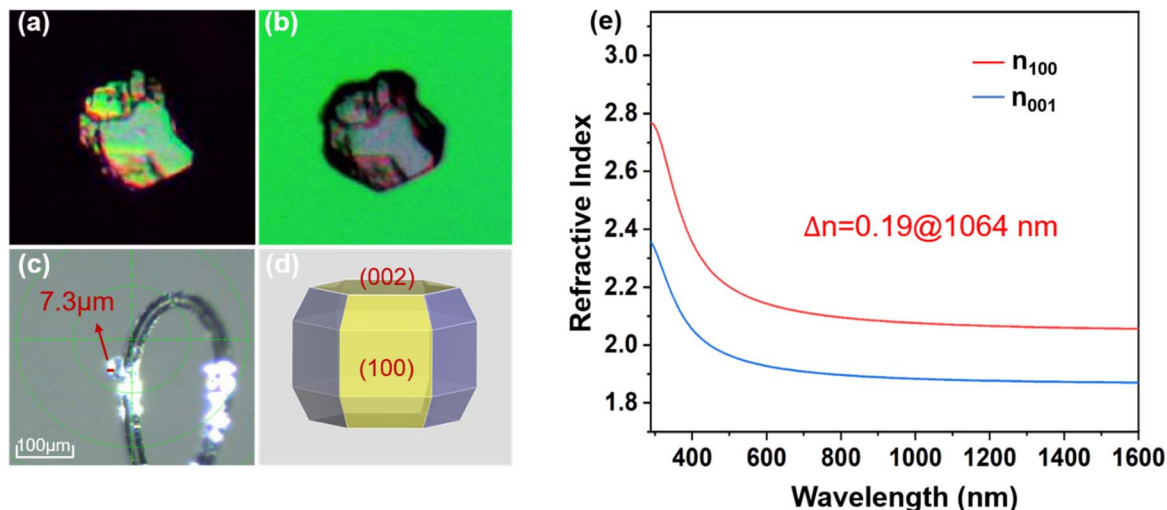 (a)
(b)
(c)
7.3μm
100μm
(d)
(002)
(100)
(e)
n₁₀₀
n₀₀₁
Δn=0.19@1064 nm
Refractive Index
3.0
2.8
2.6
2.4
2.2
2.0
1.8
400 600 800 1000 1200 1400 1600
Wavelength (nm)